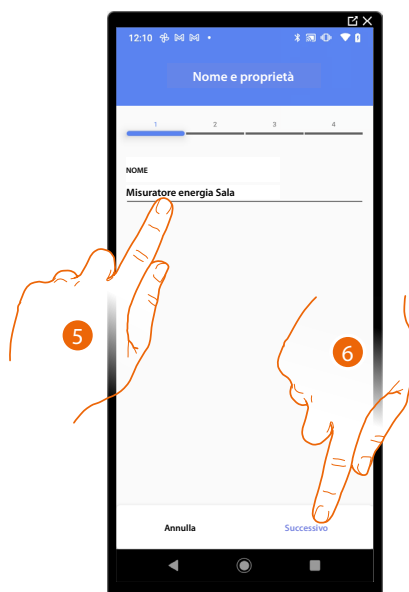 12:10
Nome e proprietà
1 2 3 4
NOME
Misuratore energia Sala
5
6
Annulla Successivo